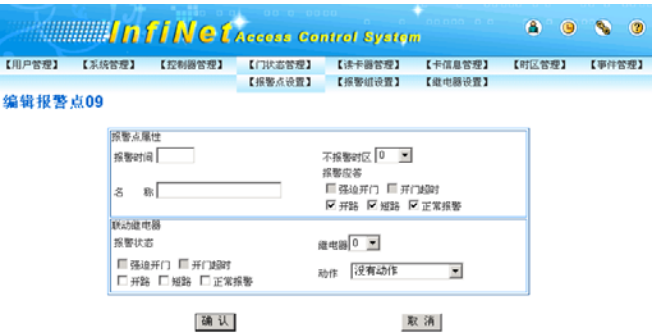 InfiNet Access Control System
【用户管理】 【系统管理】 【控制器管理】 【门状态管理】 【读卡器管理】 【卡信息管理】 【时区管理】 【事件管理】
【报警点设置】 【报警组设置】 【继电器设置】
编辑报警点09
报警点属性
报警时间 不报警时区 0
报警应答
名 称 强迫开门 开门超时
开路 短路 正常报警
联动继电器
报警状态 继电器 0
强迫开门 开门超时
动作 没有动作
开路 短路 正常报警
确 认 取 消